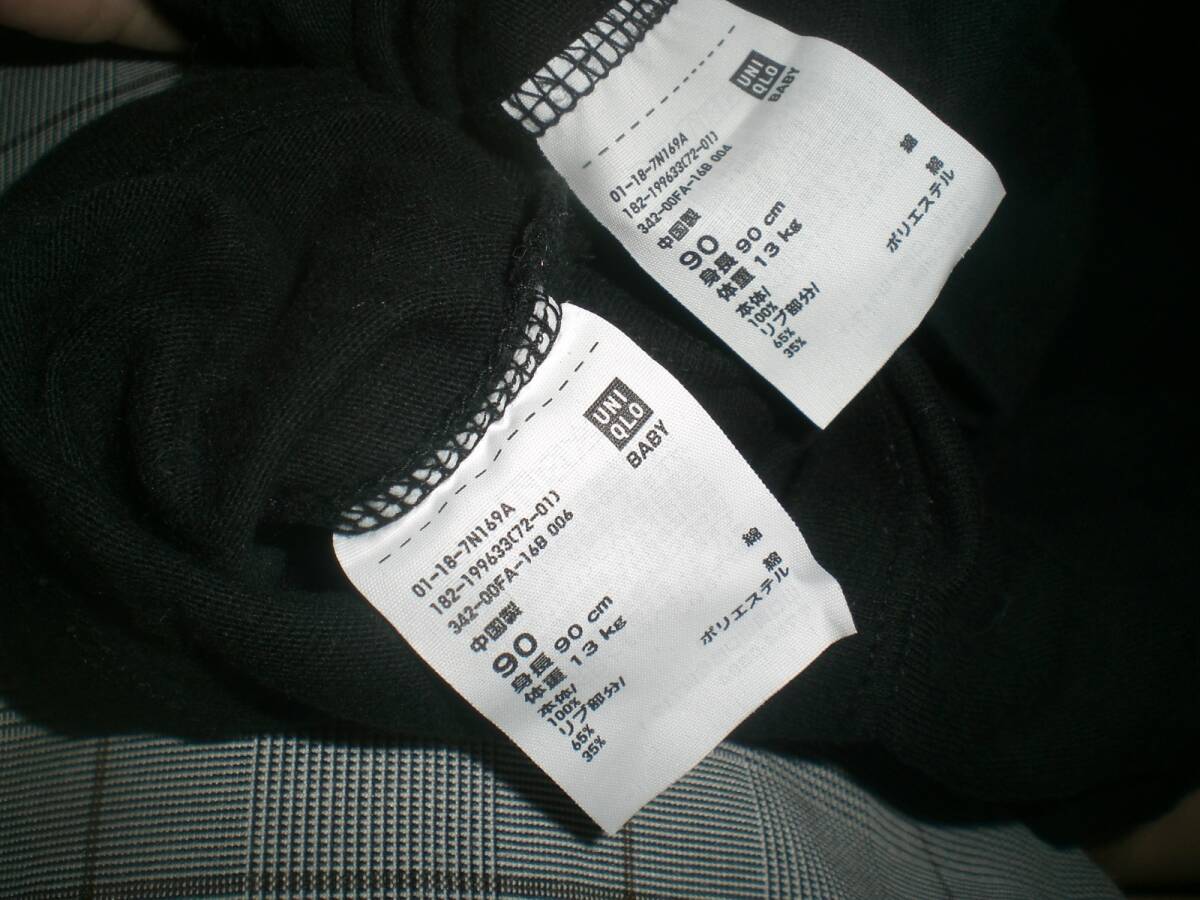 UNI
QLO
BABY
01-18-7N169A
182-199633(72-01)
342-00FA-16B 004
中国製
90
身長 90 cm
体重 13 kg
本体/
100% 綿
リブ部分/
65% 綿
35% ポリエステル
UNI
QLO
BABY
01-18-7N169A
182-199633(72-01)
342-00FA-16B 006
中国製
90
身長 90 cm
体重 13 kg
本体/
100% 綿
リブ部分/
65% 綿
35% ポリエステル